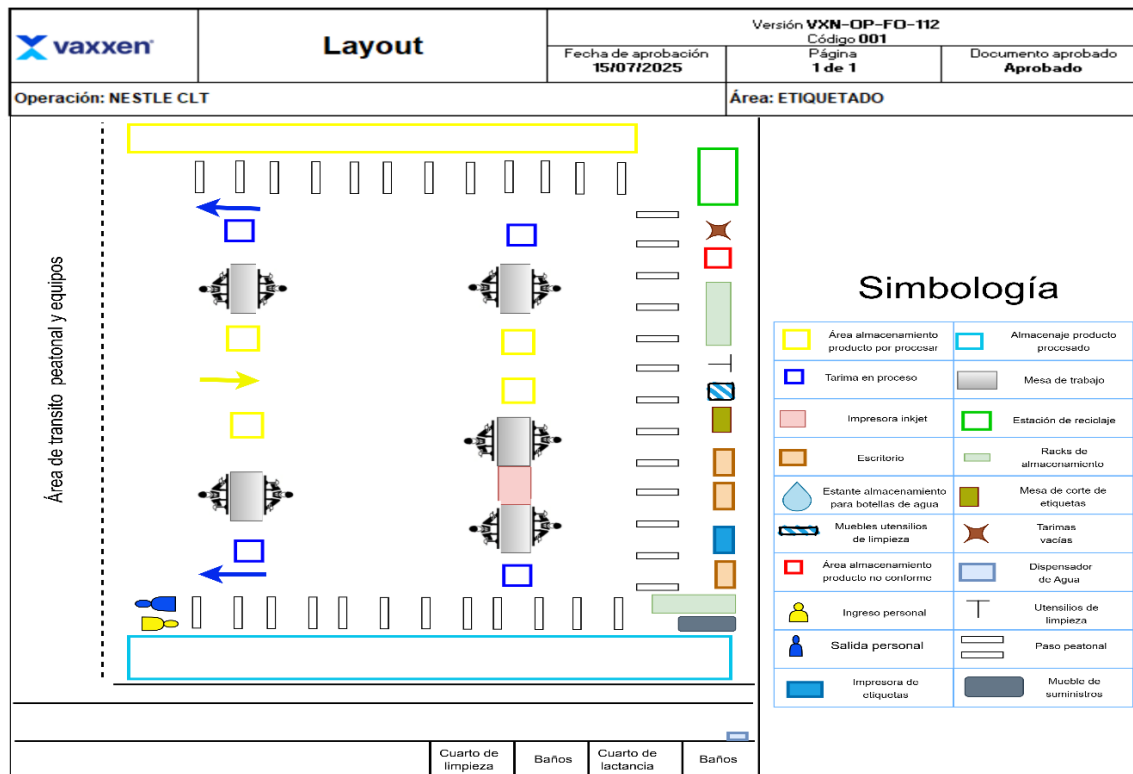 vaxxen
Layout
Versión VXN-OP-FO-112
Código 001
Fecha de aprobación
15/07/2025
Página
1 de 1
Documento aprobado
Aprobado
Operación: NESTLE CLT
Área: ETIQUETADO
Área de transito peatonal y equipos
Simbología
Área almacenamiento
producto por procesar
Almacenaje producto
procesado
Tarima en proceso
Mesa de trabajo
Impresora inkjet
Estación de reciclaje
Escritorio
Racks de
almaconamiento
Estante almacenamiento
para botellas de agua
Mesa de corte de
etiquetas
Muebles utensilios
de limpieza
Tarimas
vacías
Área almacenamiento
producto no conforme
Dispensador
de Agua
Ingreso personal
Utensilios de
limpieza
Salida personal
Paso peatonal
Impresora de
etiquetas
Mueble de
suministros
Cuarto de
limpieza
Baños
Cuarto de
lactancia
Baños